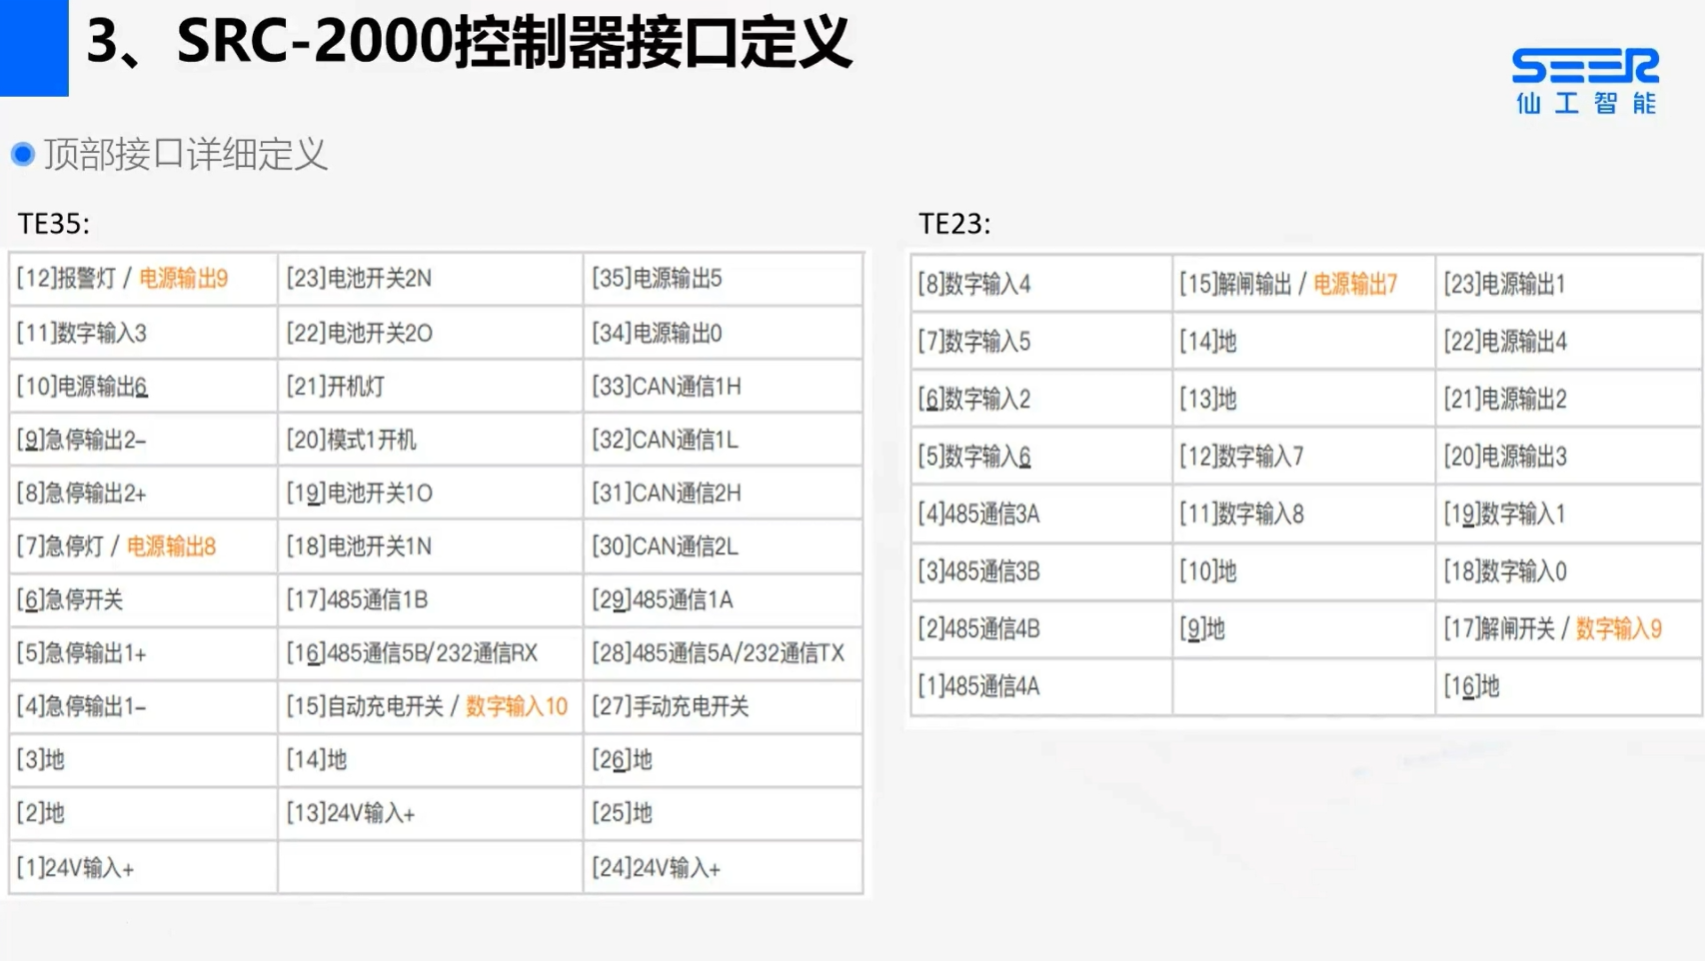 3、SRC-2000控制器接口定义
SEER
仙工智能
顶部接口详细定义
TE35:
[12]报警灯 / 电源输出9 [23]电池开关2N [35]电源输出5
[11]数字输入3 [22]电池开关2O [34]电源输出0
[10]电源输出6 [21]开机灯 [33]CAN通信1H
[9]急停输出2- [20]模式1开机 [32]CAN通信1L
[8]急停输出2+ [19]电池开关1O [31]CAN通信2H
[7]急停灯 / 电源输出8 [18]电池开关1N [30]CAN通信2L
[6]急停开关 [17]485通信1B [29]485通信1A
[5]急停输出1+ [16]485通信5B/232通信RX [28]485通信5A/232通信TX
[4]急停输出1- [15]自动充电开关 / 数字输入10 [27]手动充电开关
[3]地 [14]地 [26]地
[2]地 [13]24V输入+ [25]地
[1]24V输入+ [24]24V输入+
TE23:
[8]数字输入4 [15]解闸输出 / 电源输出7 [23]电源输出1
[7]数字输入5 [14]地 [22]电源输出4
[6]数字输入2 [13]地 [21]电源输出2
[5]数字输入6 [12]数字输入7 [20]电源输出3
[4]485通信3A [11]数字输入8 [19]数字输入1
[3]485通信3B [10]地 [18]数字输入0
[2]485通信4B [9]地 [17]解闸开关 / 数字输入9
[1]485通信4A [16]地